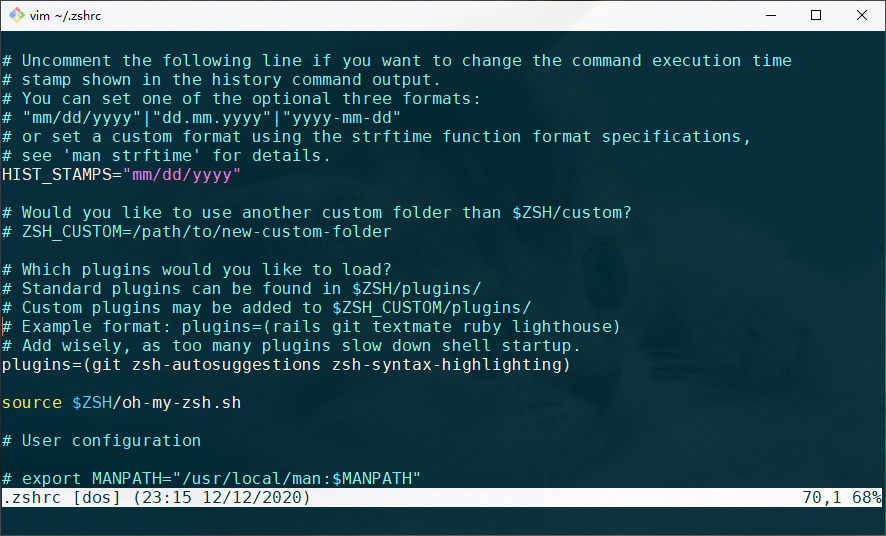 vim ~/.zshrc
# Uncomment the following line if you want to change the command execution time
# stamp shown in the history command output.
# You can set one of the optional three formats:
# "mm/dd/yyyy"|"dd.mm.yyyy"|"yyyy-mm-dd"
# or set a custom format using the strftime function format specifications,
# see 'man strftime' for details.
HIST_STAMPS="mm/dd/yyyy"
# Would you like to use another custom folder than $ZSH/custom?
# ZSH_CUSTOM=/path/to/new-custom-folder
# Which plugins would you like to load?
# Standard plugins can be found in $ZSH/plugins/
# Custom plugins may be added to $ZSH_CUSTOM/plugins/
# Example format: plugins=(rails git textmate ruby lighthouse)
# Add wisely, as too many plugins slow down shell startup.
plugins=(git zsh-autosuggestions zsh-syntax-highlighting)
source $ZSH/oh-my-zsh.sh
# User configuration
# export MANPATH="/usr/local/man:$MANPATH"
.zshrc [dos] (23:15 12/12/2020) 70,1 68%